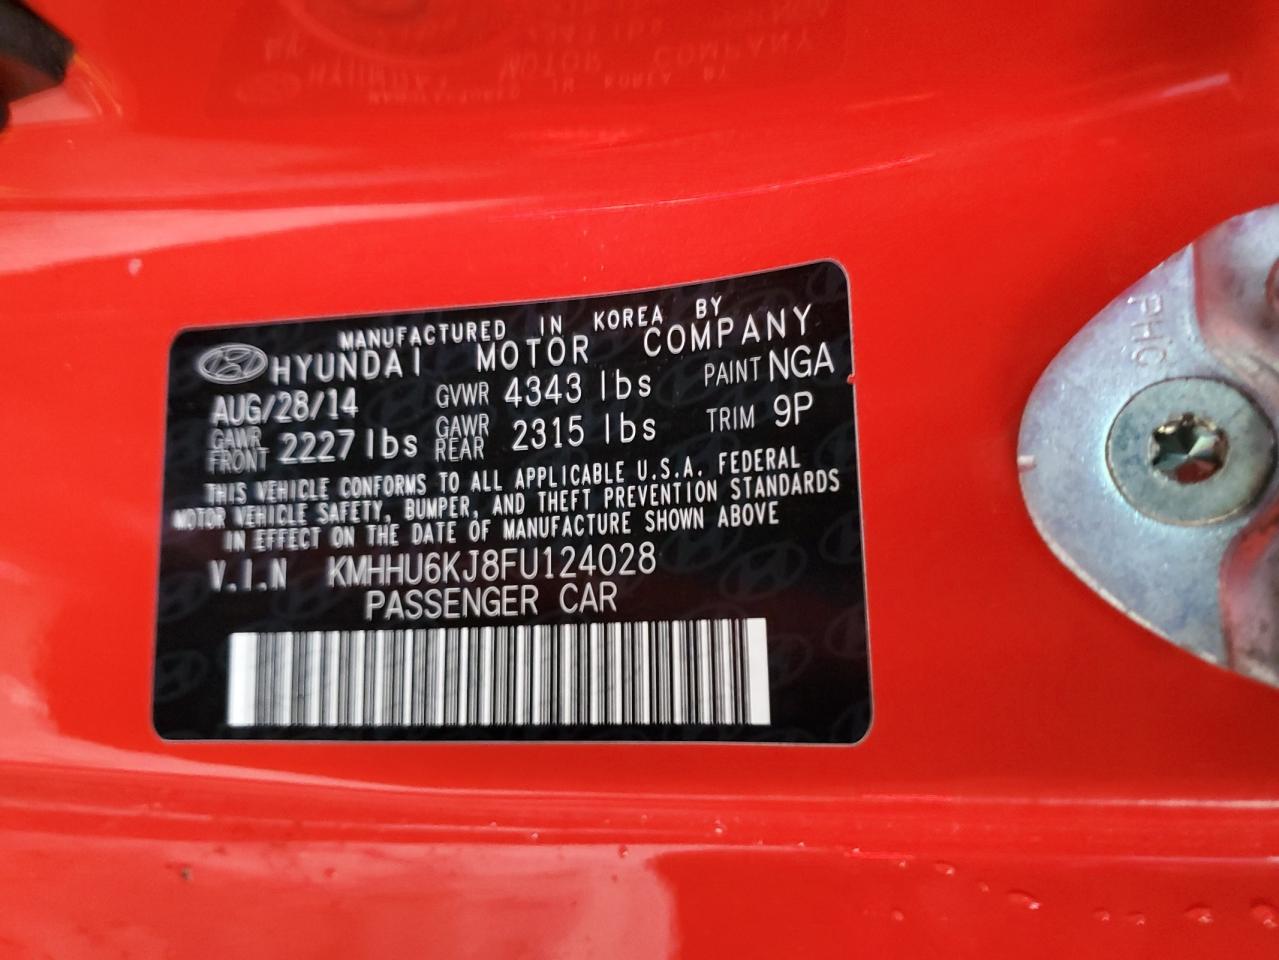 MANUFACTURED IN KOREA BY
HYUNDAI MOTOR COMPANY
AUG/28/14 GVWR 4343 lbs PAINT NGA
GAWR FRONT 2227 lbs GAWR REAR 2315 lbs TRIM 9P
THIS VEHICLE CONFORMS TO ALL APPLICABLE U.S.A. FEDERAL
MOTOR VEHICLE SAFETY, BUMPER, AND THEFT PREVENTION STANDARDS
IN EFFECT ON THE DATE OF MANUFACTURE SHOWN ABOVE
V.I.N KMHHU6KJ8FU124028
PASSENGER CAR
PHC